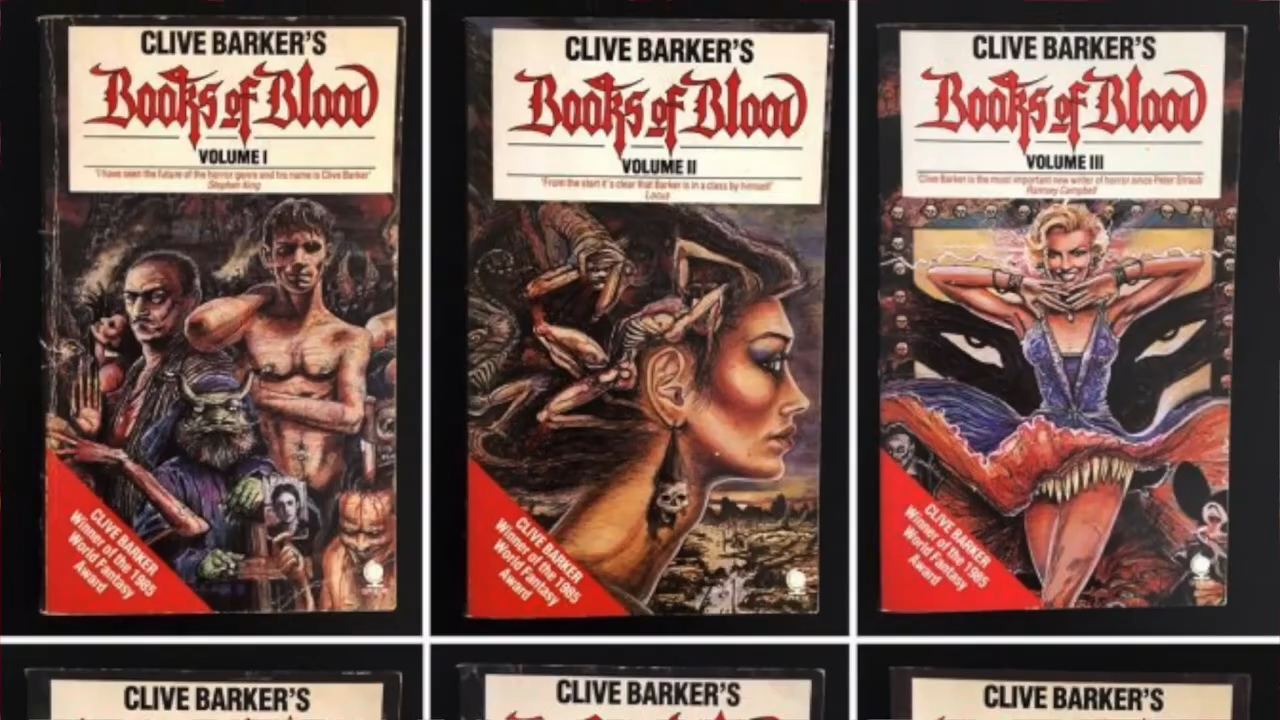 CLIVE BARKER'S
Books of Blood
VOLUME I
"I have seen the future of the horror genre and his name is Clive Barker"
Stephen King
CLIVE BARKER
Winner of the 1985
World Fantasy
Award
CLIVE BARKER'S
Books of Blood
VOLUME II
'From the start it's clear that Barker is in a class by himself'
Locus
CLIVE BARKER
Winner of the 1985
World Fantasy
Award
CLIVE BARKER'S
Books of Blood
VOLUME III
'Clive Barker is the most important new writer of horror since Peter Straub'
Ramsey Campbell
CLIVE BARKER
Winner of the 1985
World Fantasy
Award
CLIVE BARKER'S
CLIVE BARKER'S
CLIVE BARKER'S